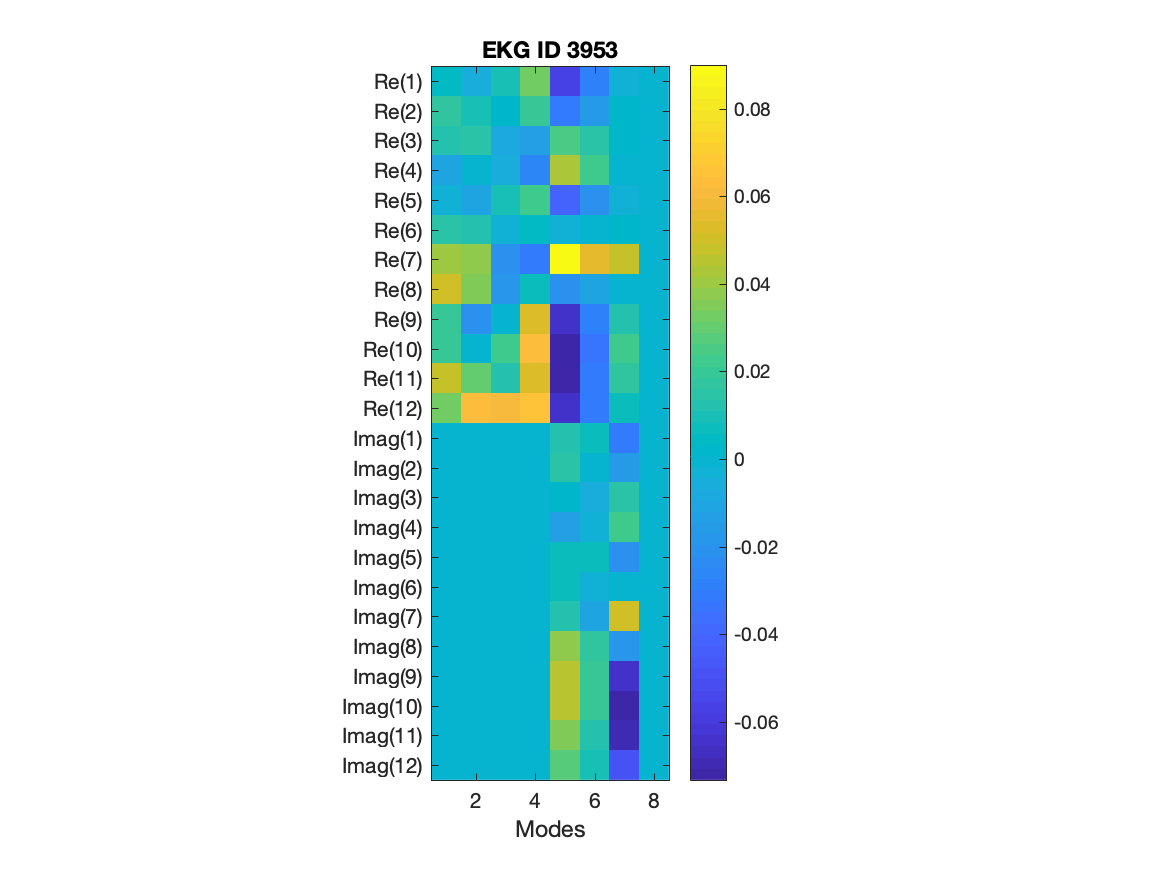 EKG ID 3953
Re(1)
Re(2)
Re(3)
Re(4)
Re(5)
Re(6)
Re(7)
Re(8)
Re(9)
Re(10)
Re(11)
Re(12)
Imag(1)
Imag(2)
Imag(3)
Imag(4)
Imag(5)
Imag(6)
Imag(7)
Imag(8)
Imag(9)
Imag(10)
Imag(11)
Imag(12)
2 4 6 8
Modes
0.08
0.06
0.04
0.02
0
-0.02
-0.04
-0.06